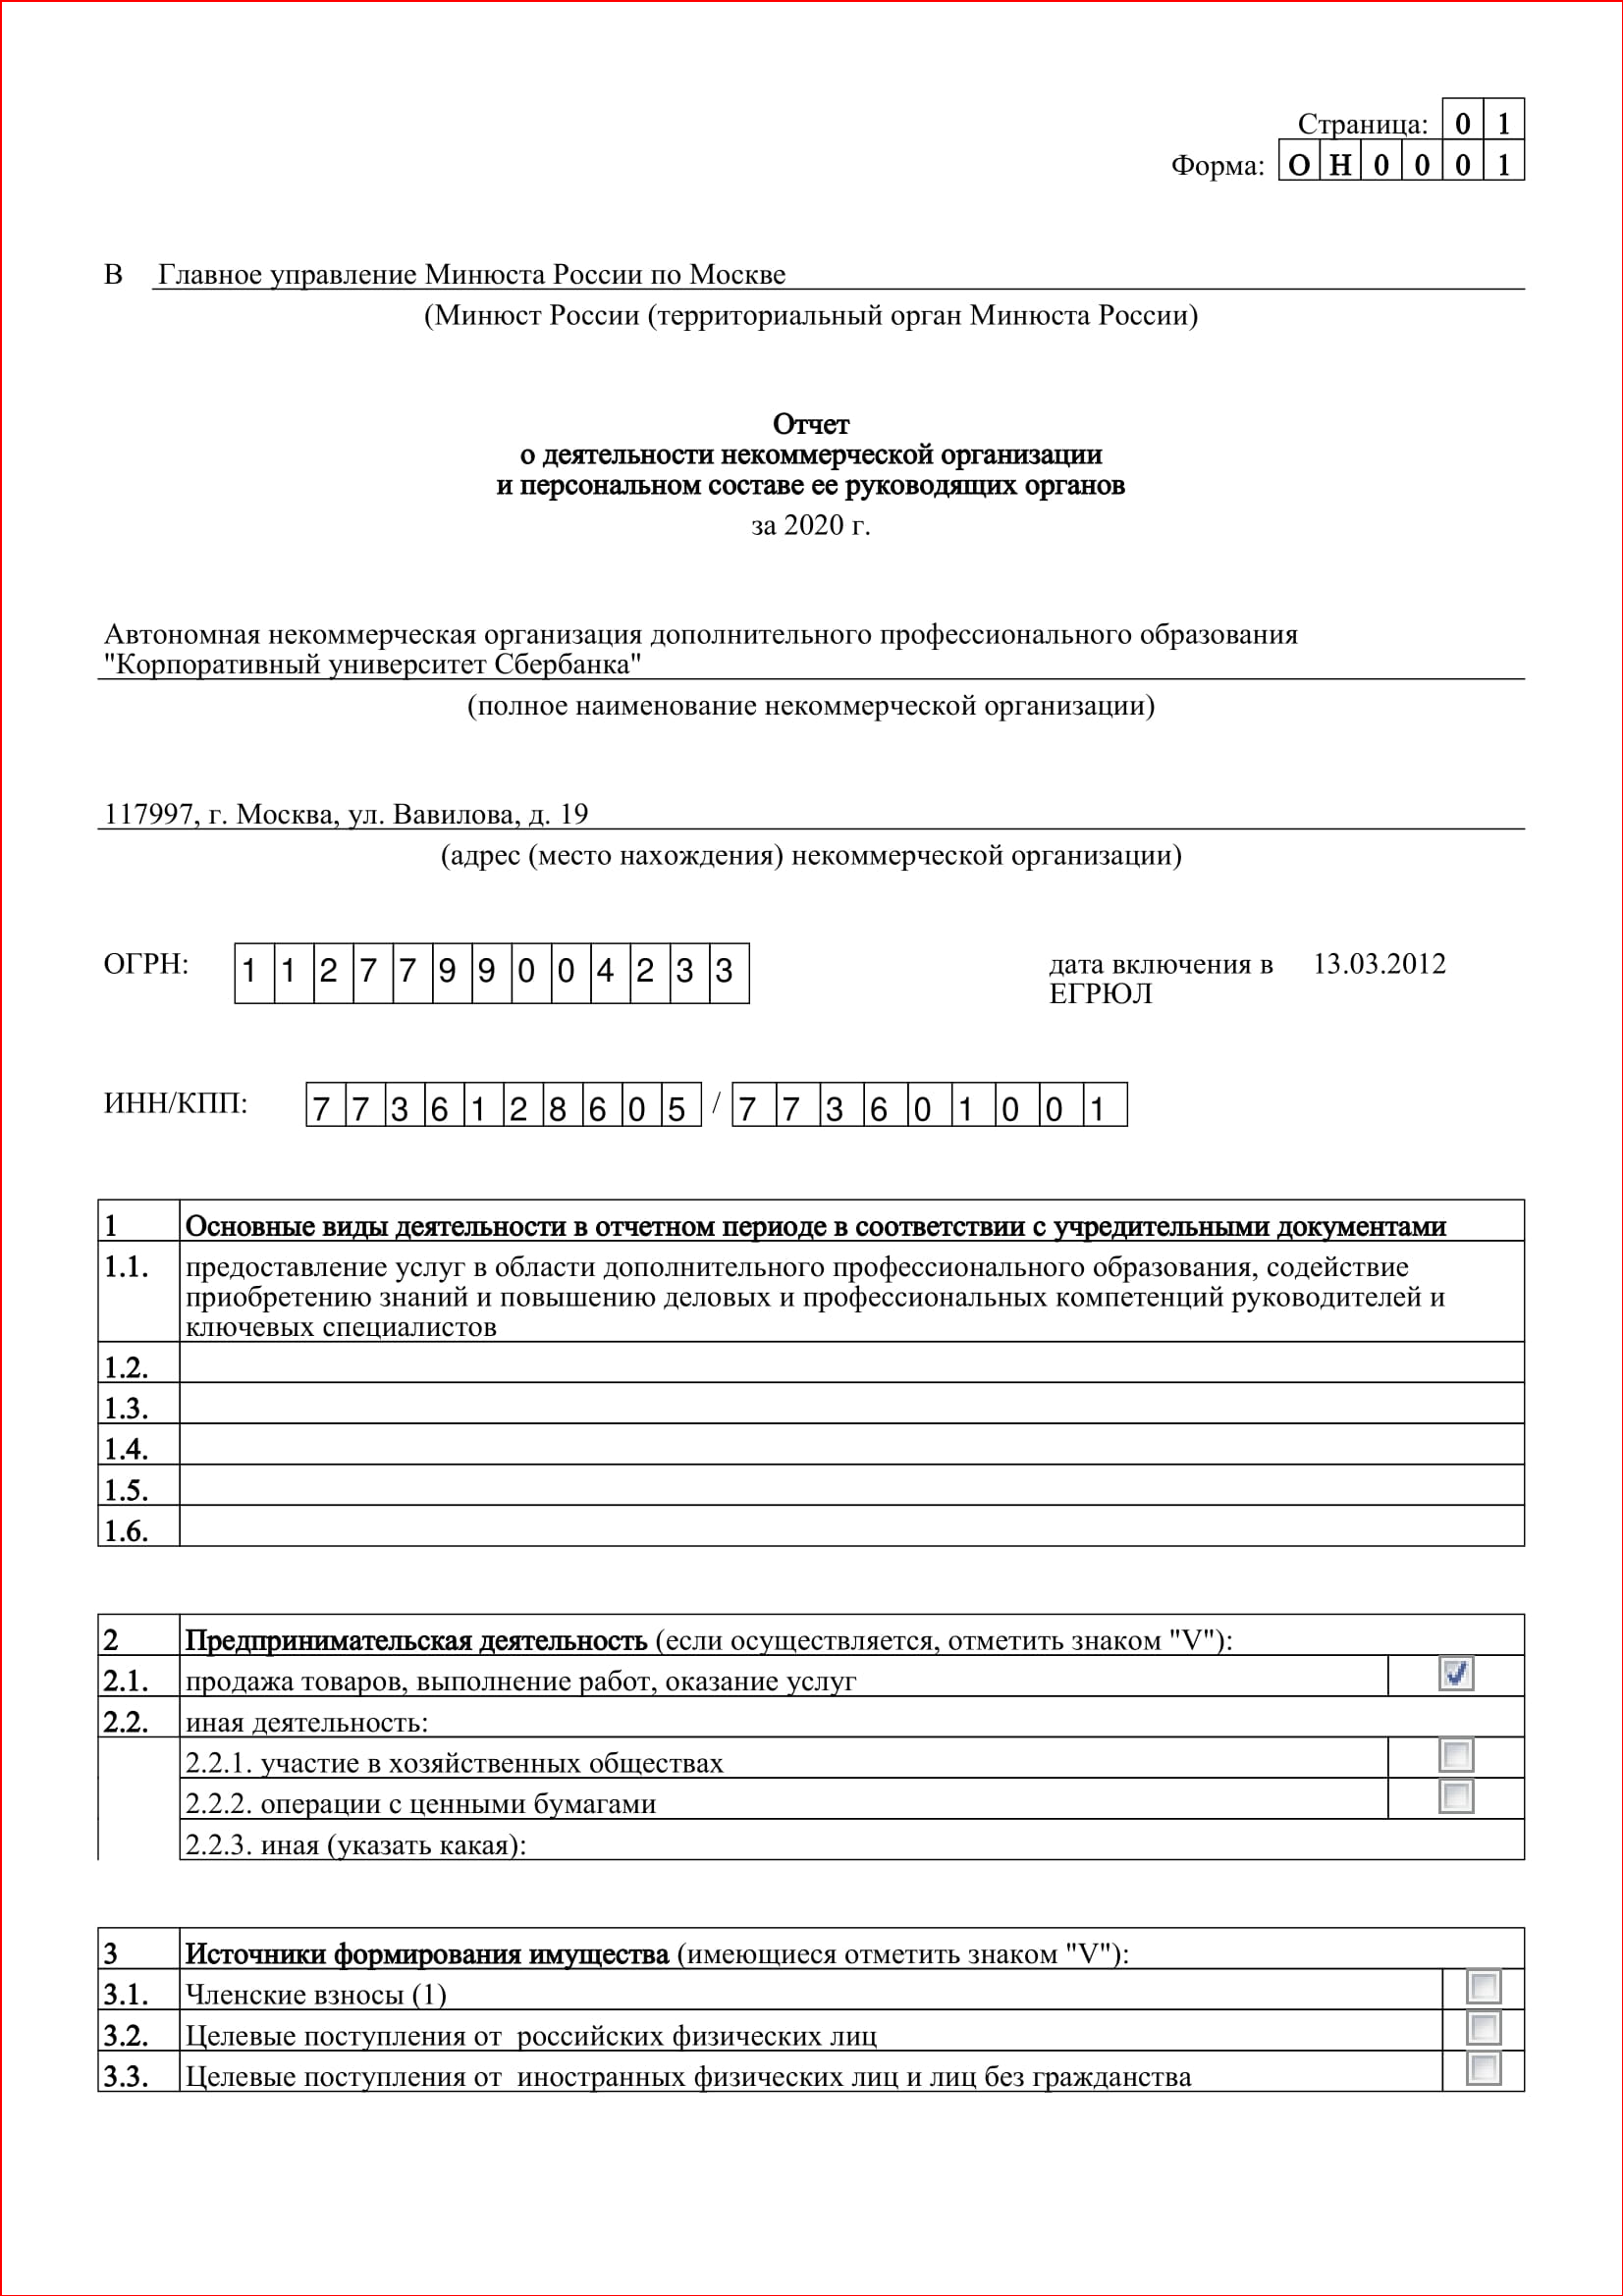 Страница: 0 1
Форма: О Н 0 0 0 1
В Главное управление Минюста России по Москве
(Минюст России (территориальный орган Минюста России)
Отчет
о деятельности некоммерческой организации
и персональном составе ее руководящих органов
за 2020 г.
Автономная некоммерческая организация дополнительного профессионального образования
"Корпоративный университет Сбербанка"
(полное наименование некоммерческой организации)
117997, г. Москва, ул. Вавилова, д. 19
(адрес (место нахождения) некоммерческой организации)
ОГРН: 1 1 2 7 7 9 9 0 0 4 2 3 3 дата включения в 13.03.2012
ЕГРЮЛ
ИНН/КПП: 7 7 3 6 1 2 8 6 0 5 / 7 7 3 6 0 1 0 0 1
1 Основные виды деятельности в отчетном периоде в соответствии с учредительными документами
1.1. предоставление услуг в области дополнительного профессионального образования, содействие
приобретению знаний и повышению деловых и профессиональных компетенций руководителей и
ключевых специалистов
1.2.
1.3.
1.4.
1.5.
1.6.
2 Предпринимательская деятельность (если осуществляется, отметить знаком "V"):
2.1. продажа товаров, выполнение работ, оказание услуг
2.2. иная деятельность:
2.2.1. участие в хозяйственных обществах
2.2.2. операции с ценными бумагами
2.2.3. иная (указать какая):
3 Источники формирования имущества (имеющиеся отметить знаком "V"):
3.1. Членские взносы (1)
3.2. Целевые поступления от российских физических лиц
3.3. Целевые поступления от иностранных физических лиц и лиц без гражданства